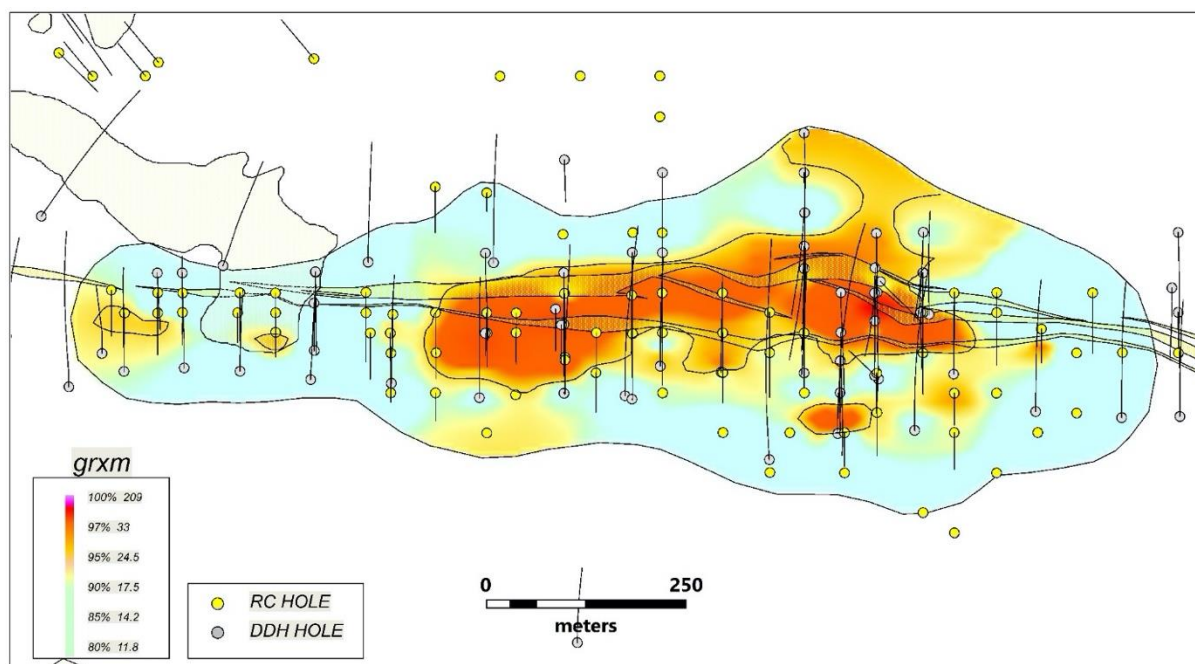 grxm
100% 209
97% 33
95% 24.5
90% 17.5
85% 14.2
80% 11.8
RC HOLE
DDH HOLE
0 250
meters